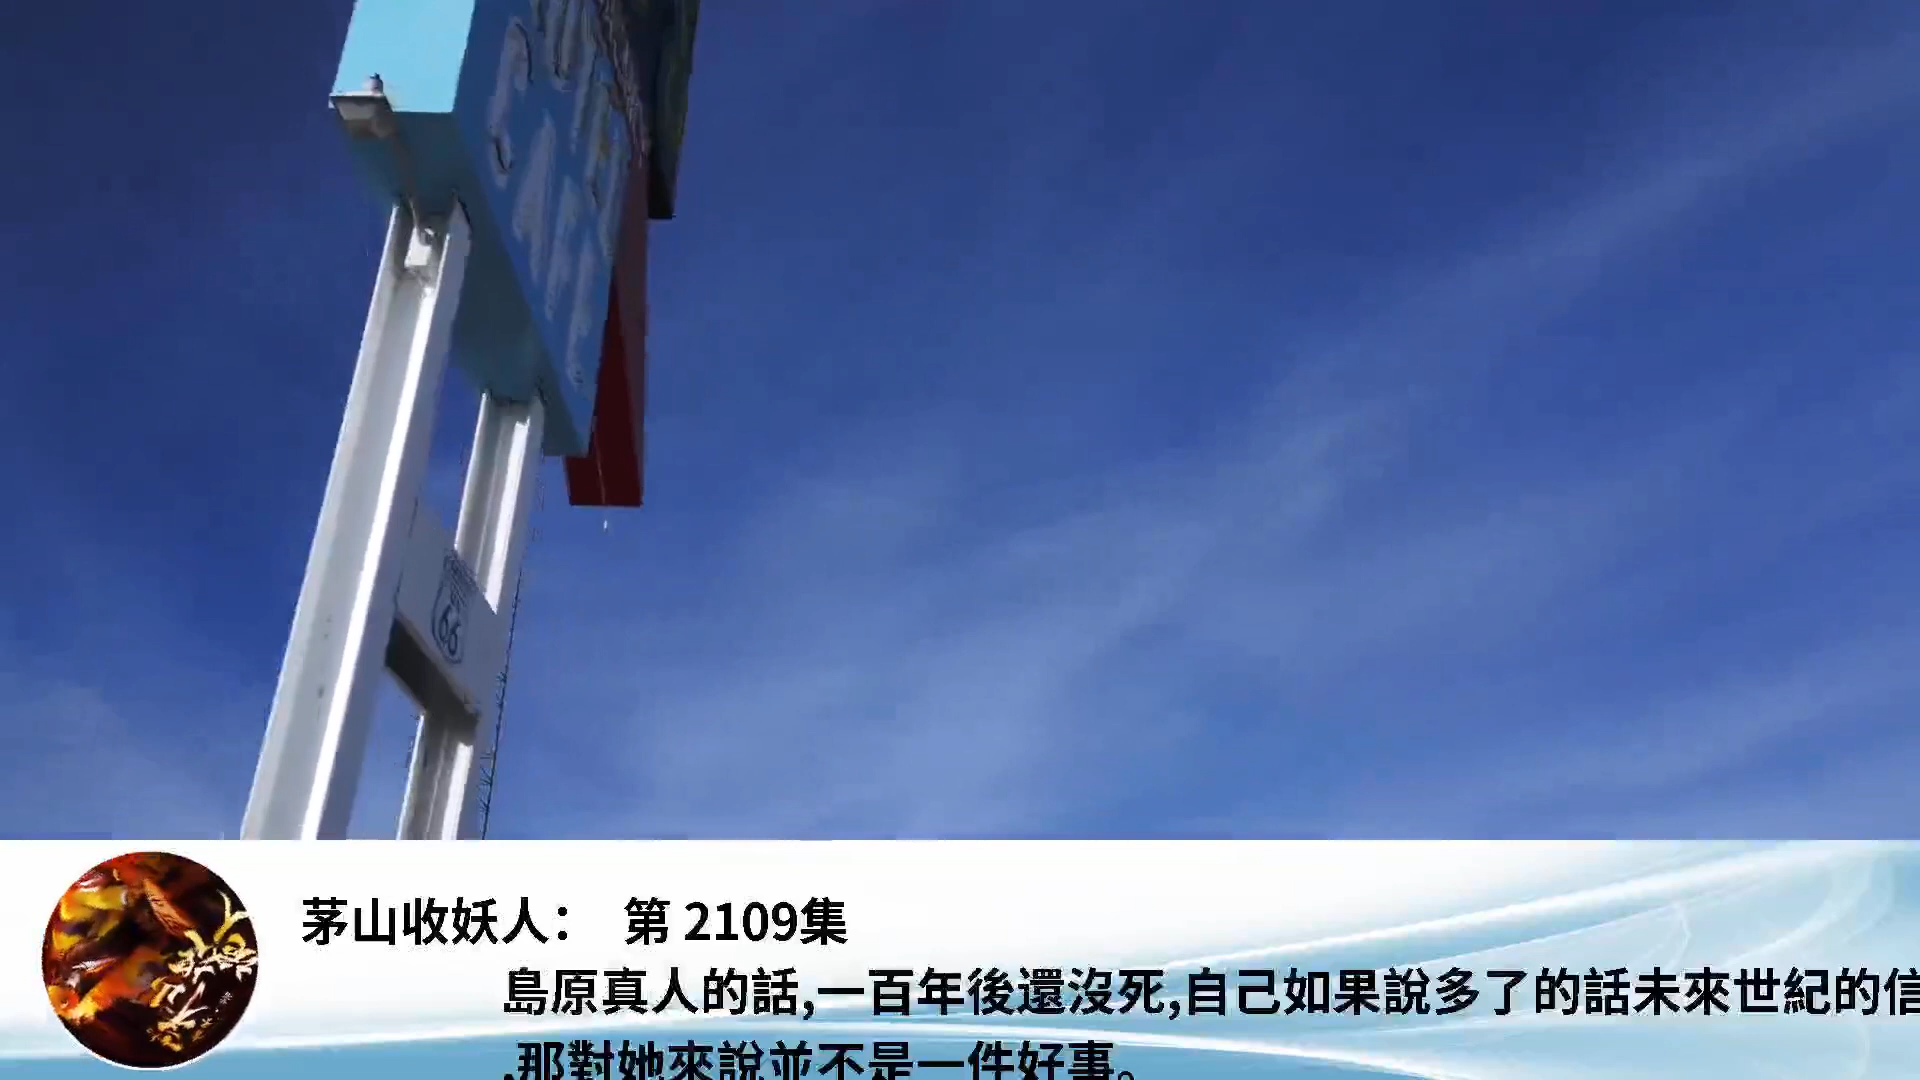 66
茅山收妖人： 第 2109集
島原真人的話,一百年後還沒死,自己如果說多了的話未來世紀的信
,那對她來說並不是一件好事。